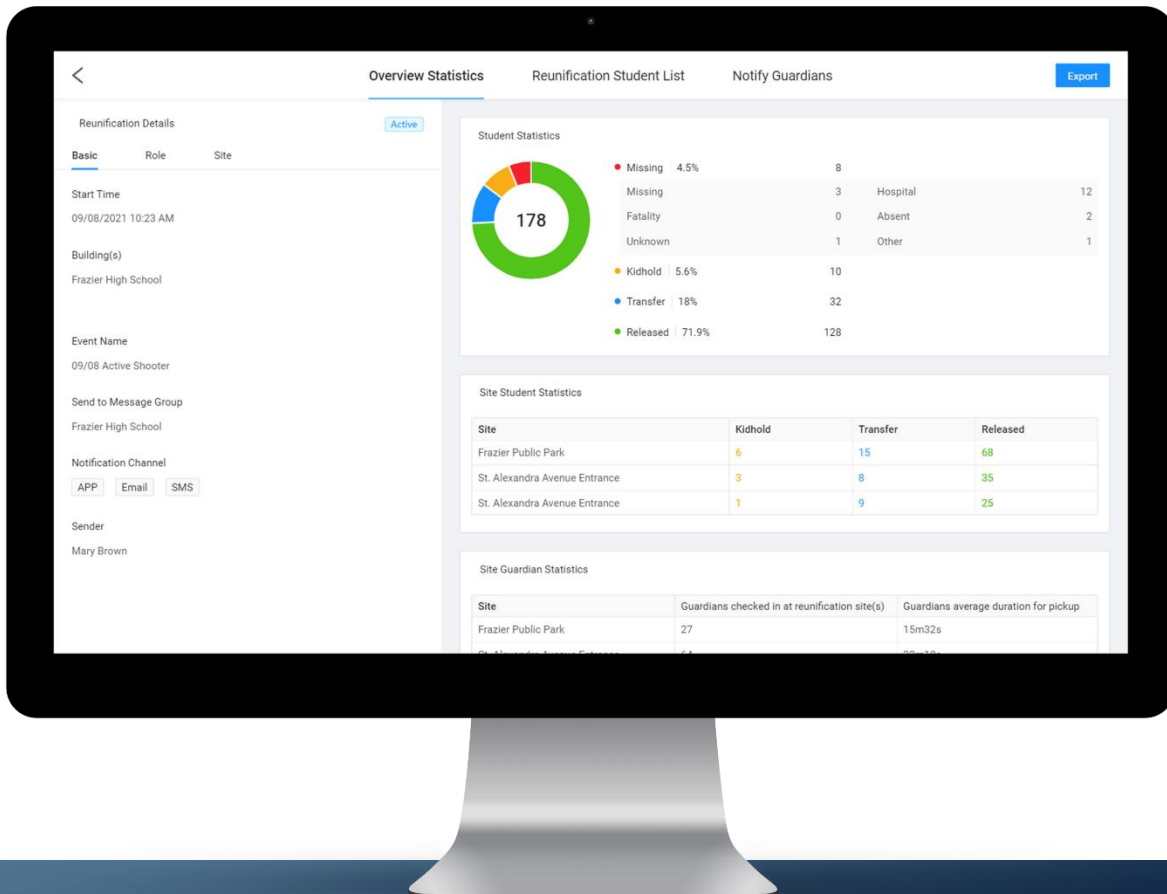 Overview Statistics Reunification Student List Notify Guardians Export
Reunification Details Active
Basic Role Site
Start Time
09/08/2021 10:23 AM
Building(s)
Frazier High School
Event Name
09/08 Active Shooter
Send to Message Group
Frazier High School
Notification Channel
APP Email SMS
Sender
Mary Brown
Student Statistics
178
Missing 4.5% 8
Missing 3 Hospital 12
Fatality 0 Absent 2
Unknown 1 Other 1
Kidhold 5.6% 10
Transfer 18% 32
Released 71.9% 128
Site Student Statistics
Site Kidhold Transfer Released
Frazier Public Park 6 15 68
St. Alexandra Avenue Entrance 3 8 35
St. Alexandra Avenue Entrance 1 9 25
Site Guardian Statistics
Site Guardians checked in at reunification site(s) Guardians average duration for pickup
Frazier Public Park 27 15m32s